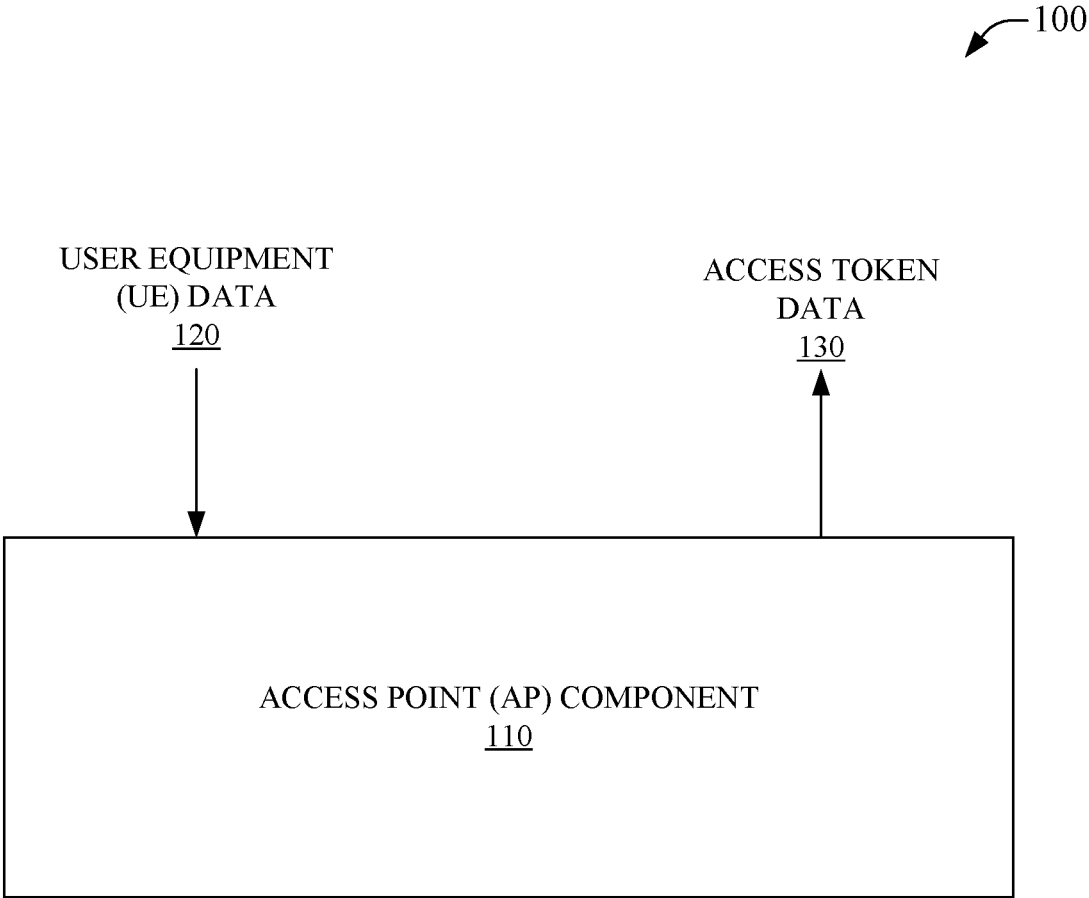 100
USER EQUIPMENT
(UE) DATA
120
ACCESS TOKEN
DATA
130
ACCESS POINT (AP) COMPONENT
110